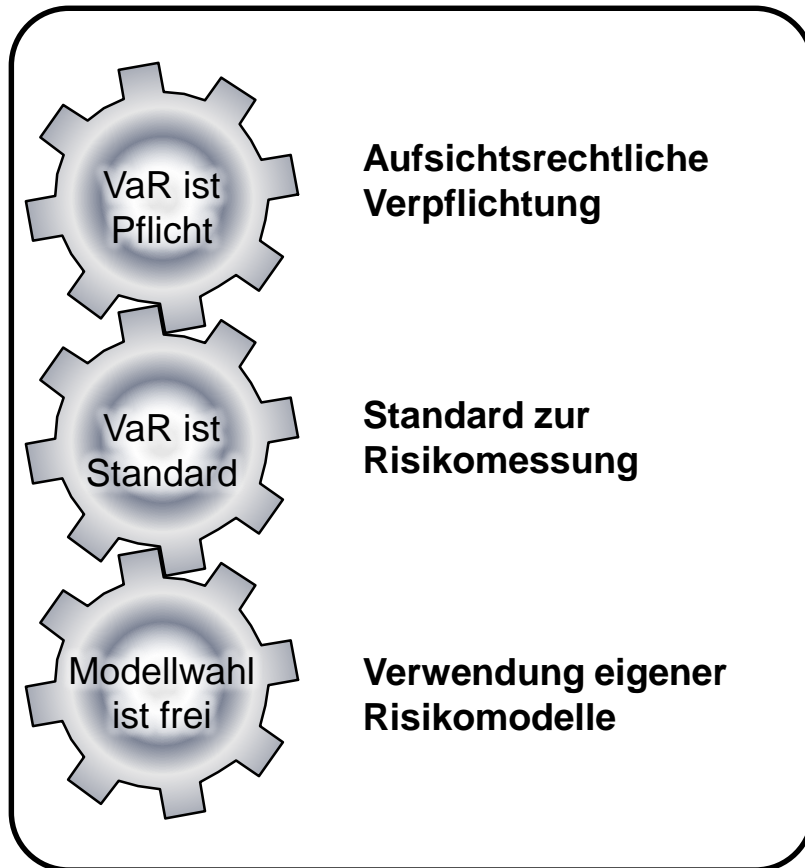 VaR ist
Pflicht
Aufsichtsrechtliche
Verpflichtung
VaR ist
Standard
Standard zur
Risikomessung
Modellwahl
ist frei
Verwendung eigener
Risikomodelle